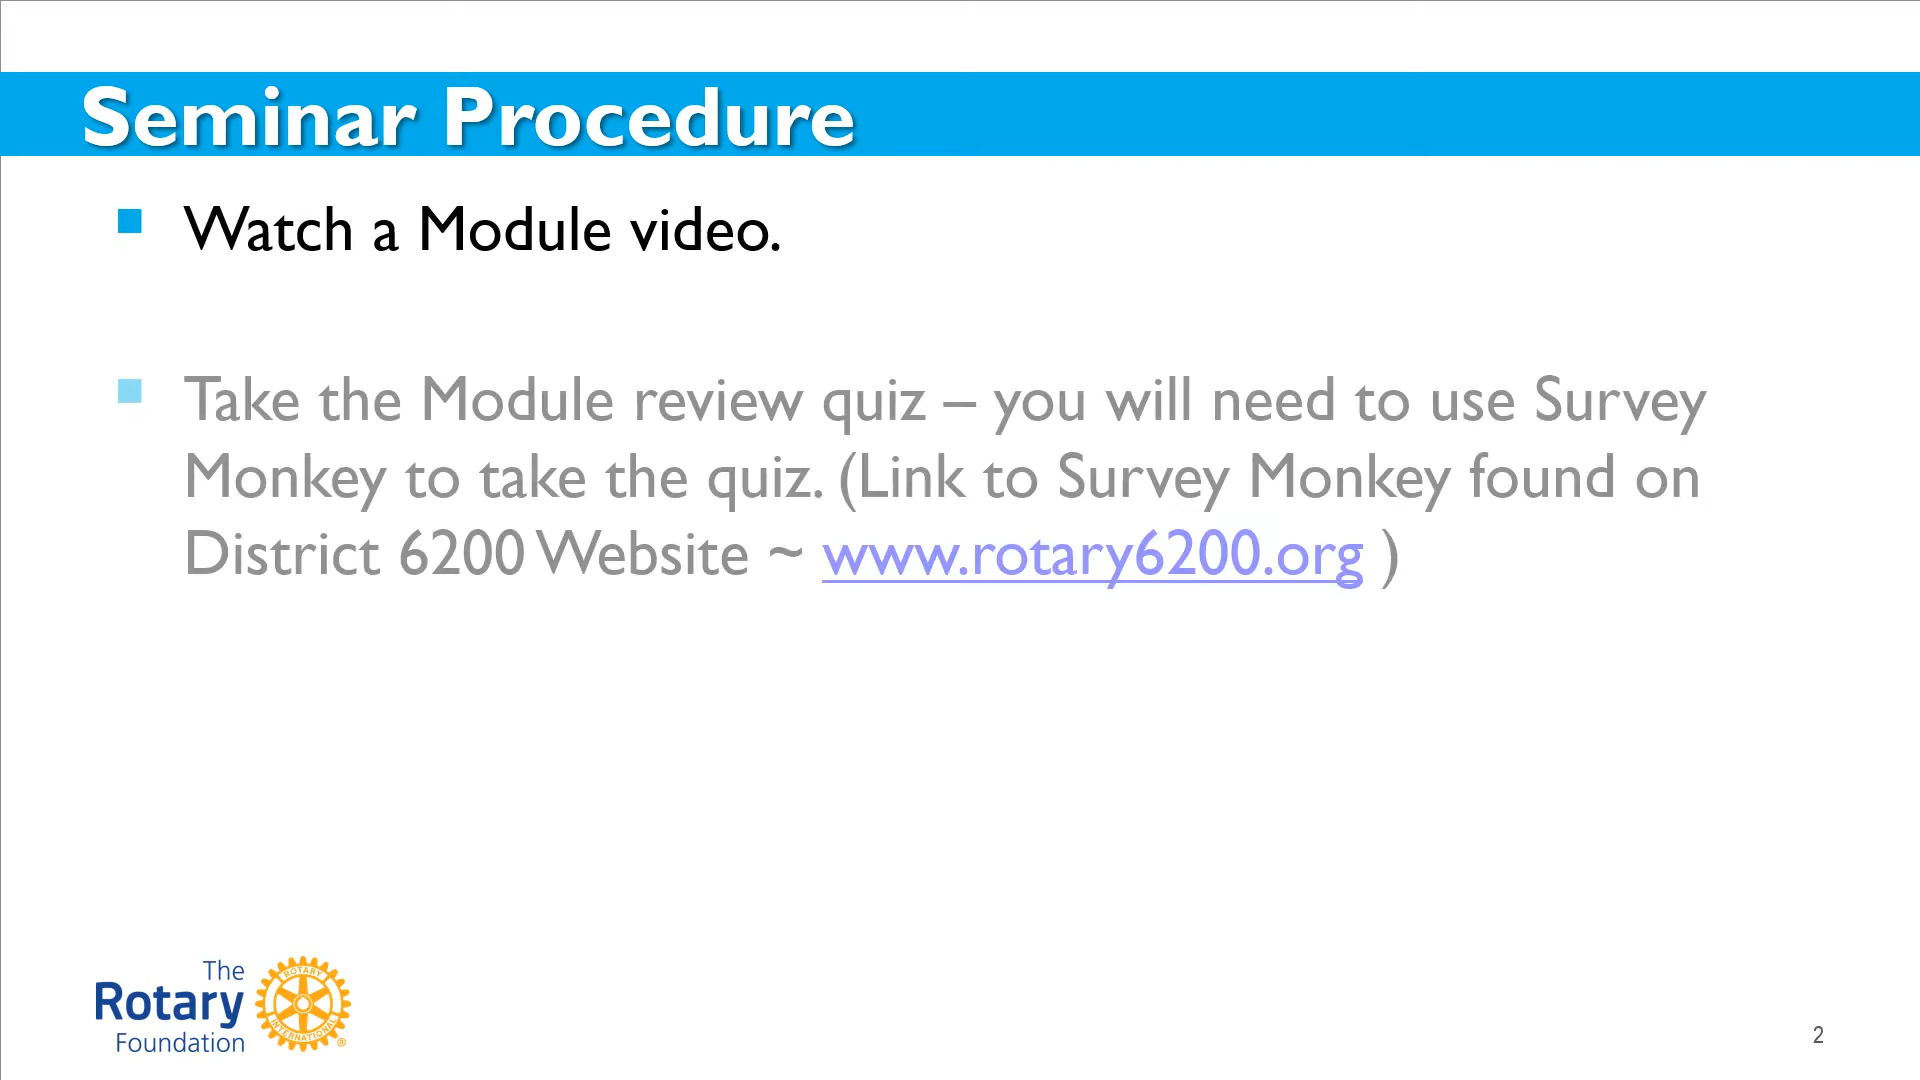 Seminar Procedure
Watch a Module video.
Take the Module review quiz – you will need to use Survey
Monkey to take the quiz. (Link to Survey Monkey found on
District 6200 Website ~ www.rotary6200.org )
The
Rotary
Foundation
ROTARY
INTERNATIONAL
®
2